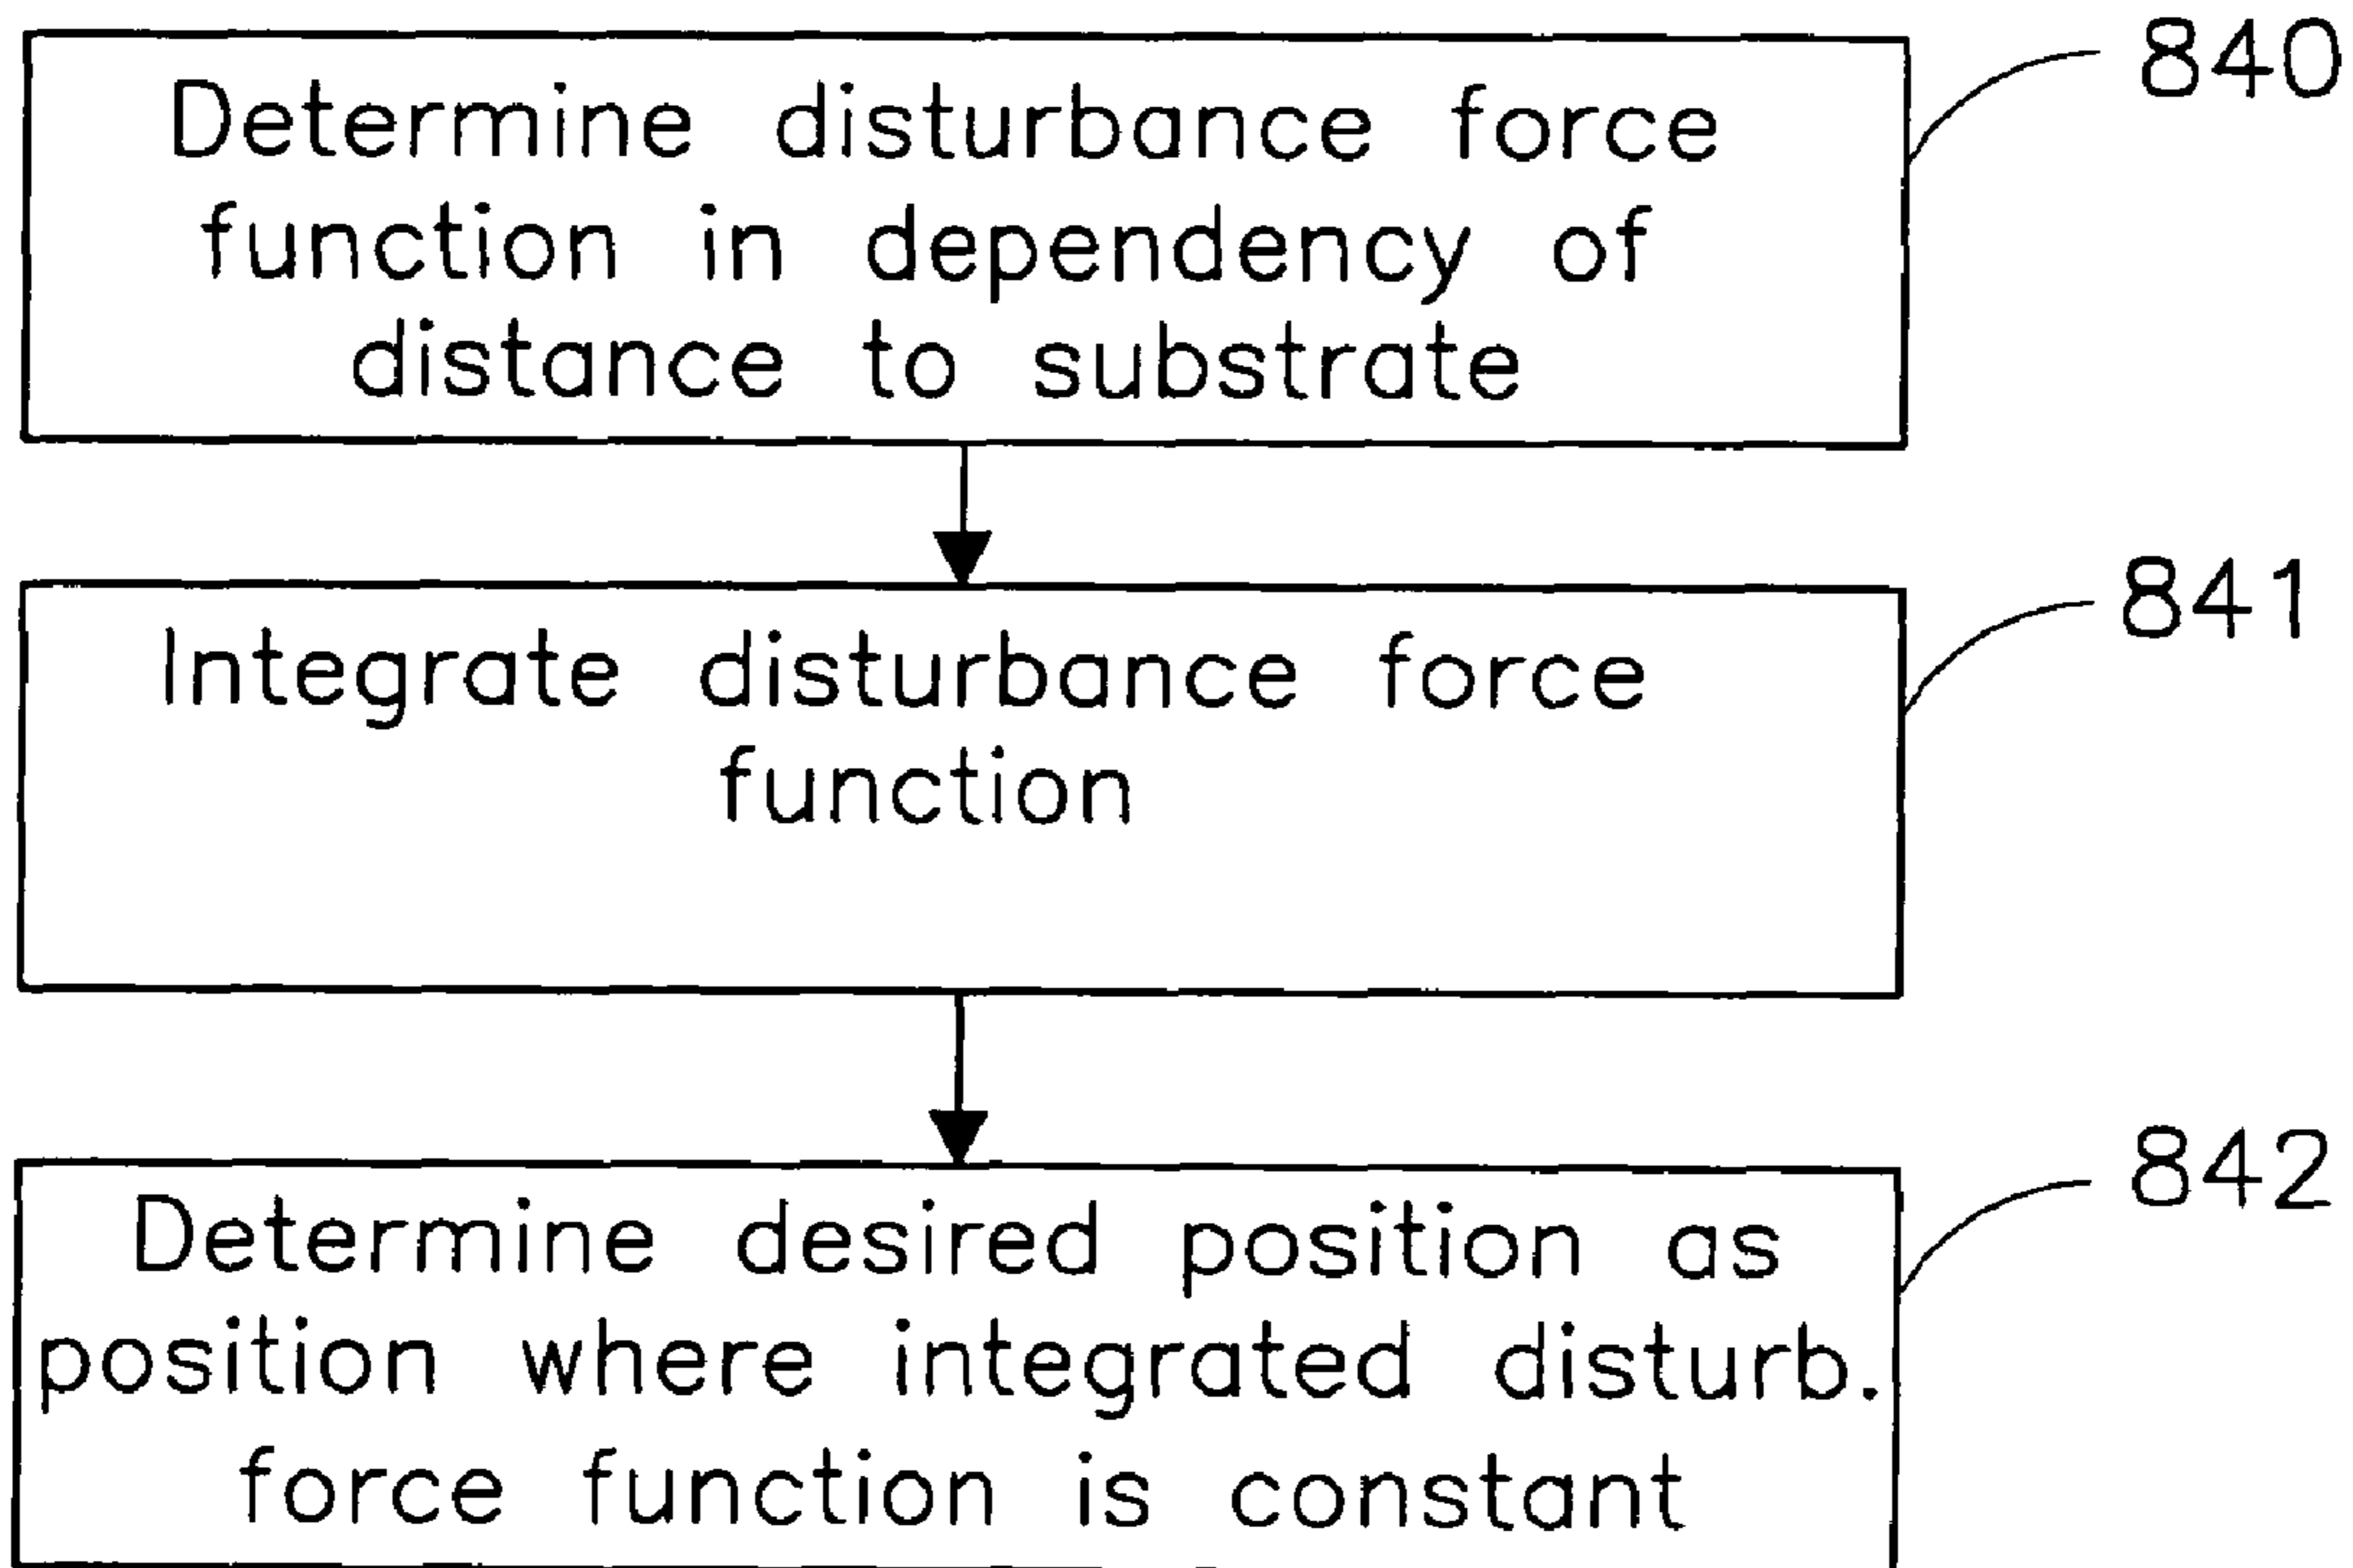 840
Determine disturbance force
function in dependency of
distance to substrate
841
Integrate disturbance force
function
842
Determine desired position as
position where integrated disturb.
force function is constant